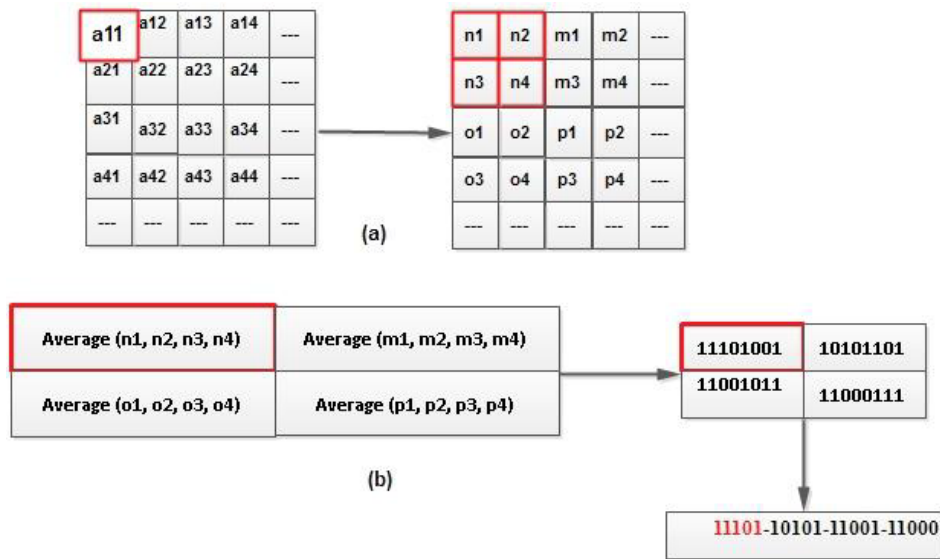 a11 a12 a13 a14 --- n1 n2 m1 m2 ---
a21 a22 a23 a24 --- n3 n4 m3 m4 ---
a31 a32 a33 a34 --- o1 o2 p1 p2 ---
a41 a42 a43 a44 --- o3 o4 p3 p4 ---
--- --- --- --- --- --- --- --- --- ---
(a)
Average (n1, n2, n3, n4) Average (m1, m2, m3, m4)
Average (o1, o2, o3, o4) Average (p1, p2, p3, p4)
11101001 10101101
11001011 11000111
(b)
11101-10101-11001-11000